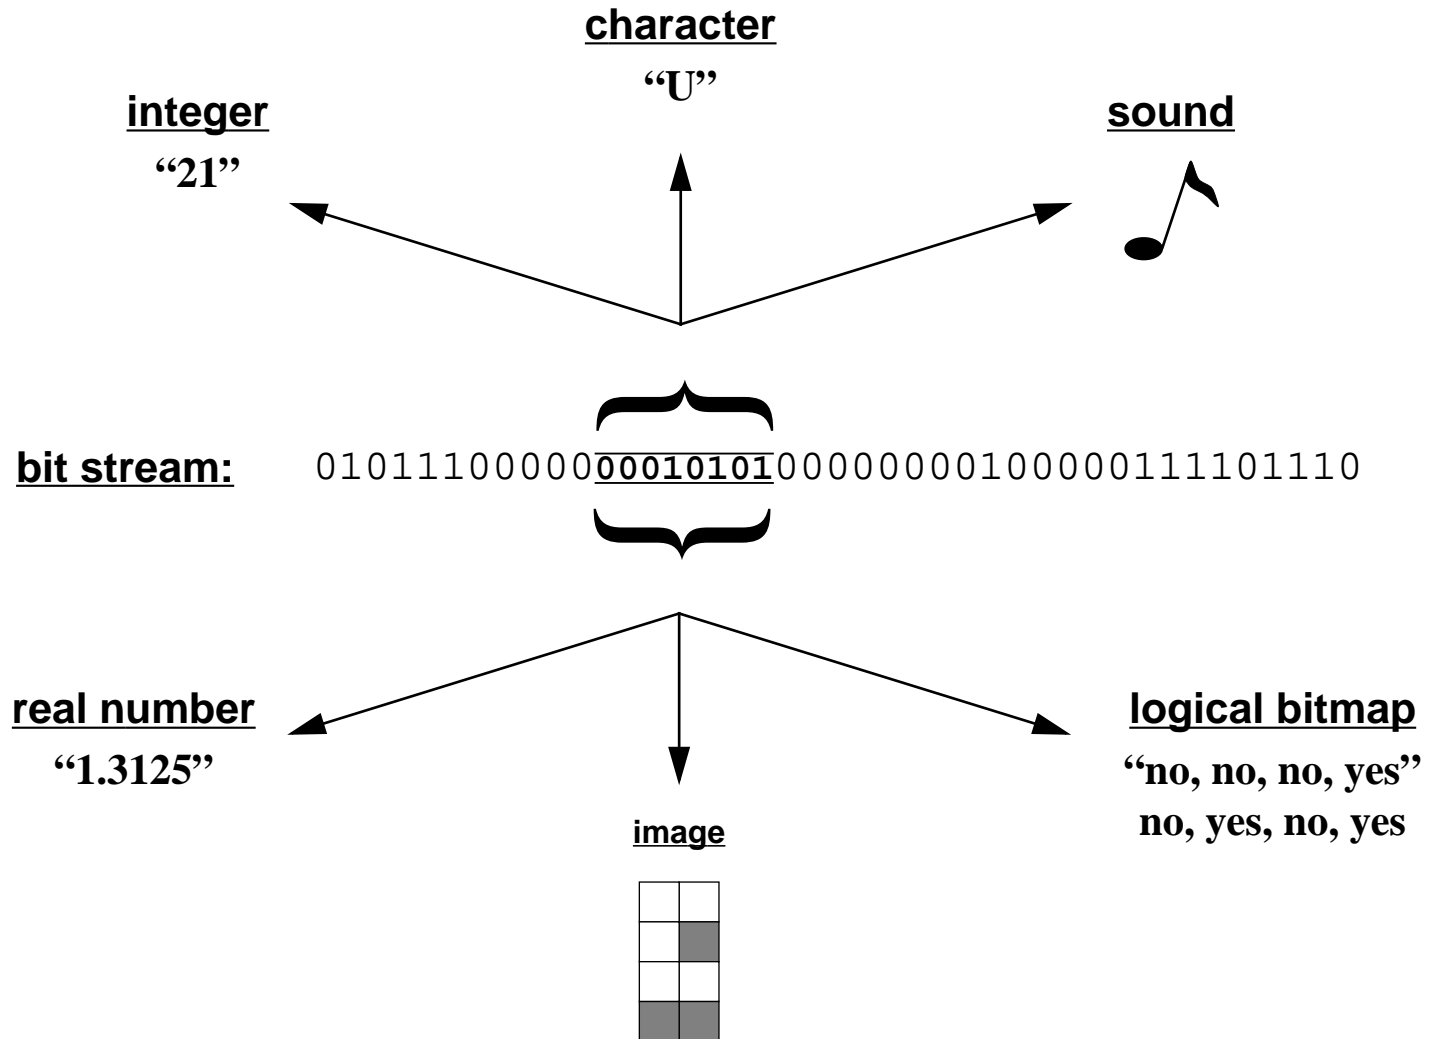 character
“U”
integer
“21”
sound
bit stream: 010111000000001010100000000100000111101110
real number
“1.3125”
logical bitmap
“no, no, no, yes”
no, yes, no, yes
image